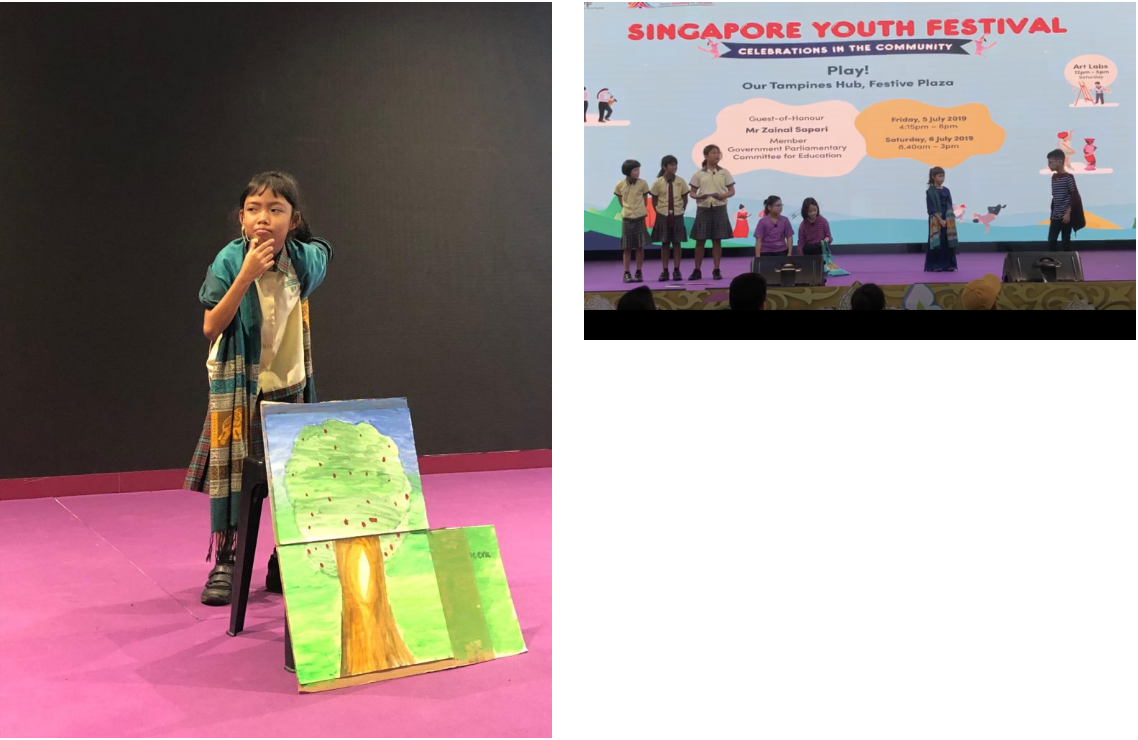 SINGAPORE YOUTH FESTIVAL
CELEBRATIONS IN THE COMMUNITY
Play!
Our Tampines Hub, Festive Plaza
Guest-of-Honour
Mr Zainal Sapari
Member
Government Parliamentary
Committee for Education
Friday, 5 July 2019
4:15pm – 8pm
Saturday, 6 July 2019
8.40am – 3pm
Art Labs
12pm - 3pm
Saturday